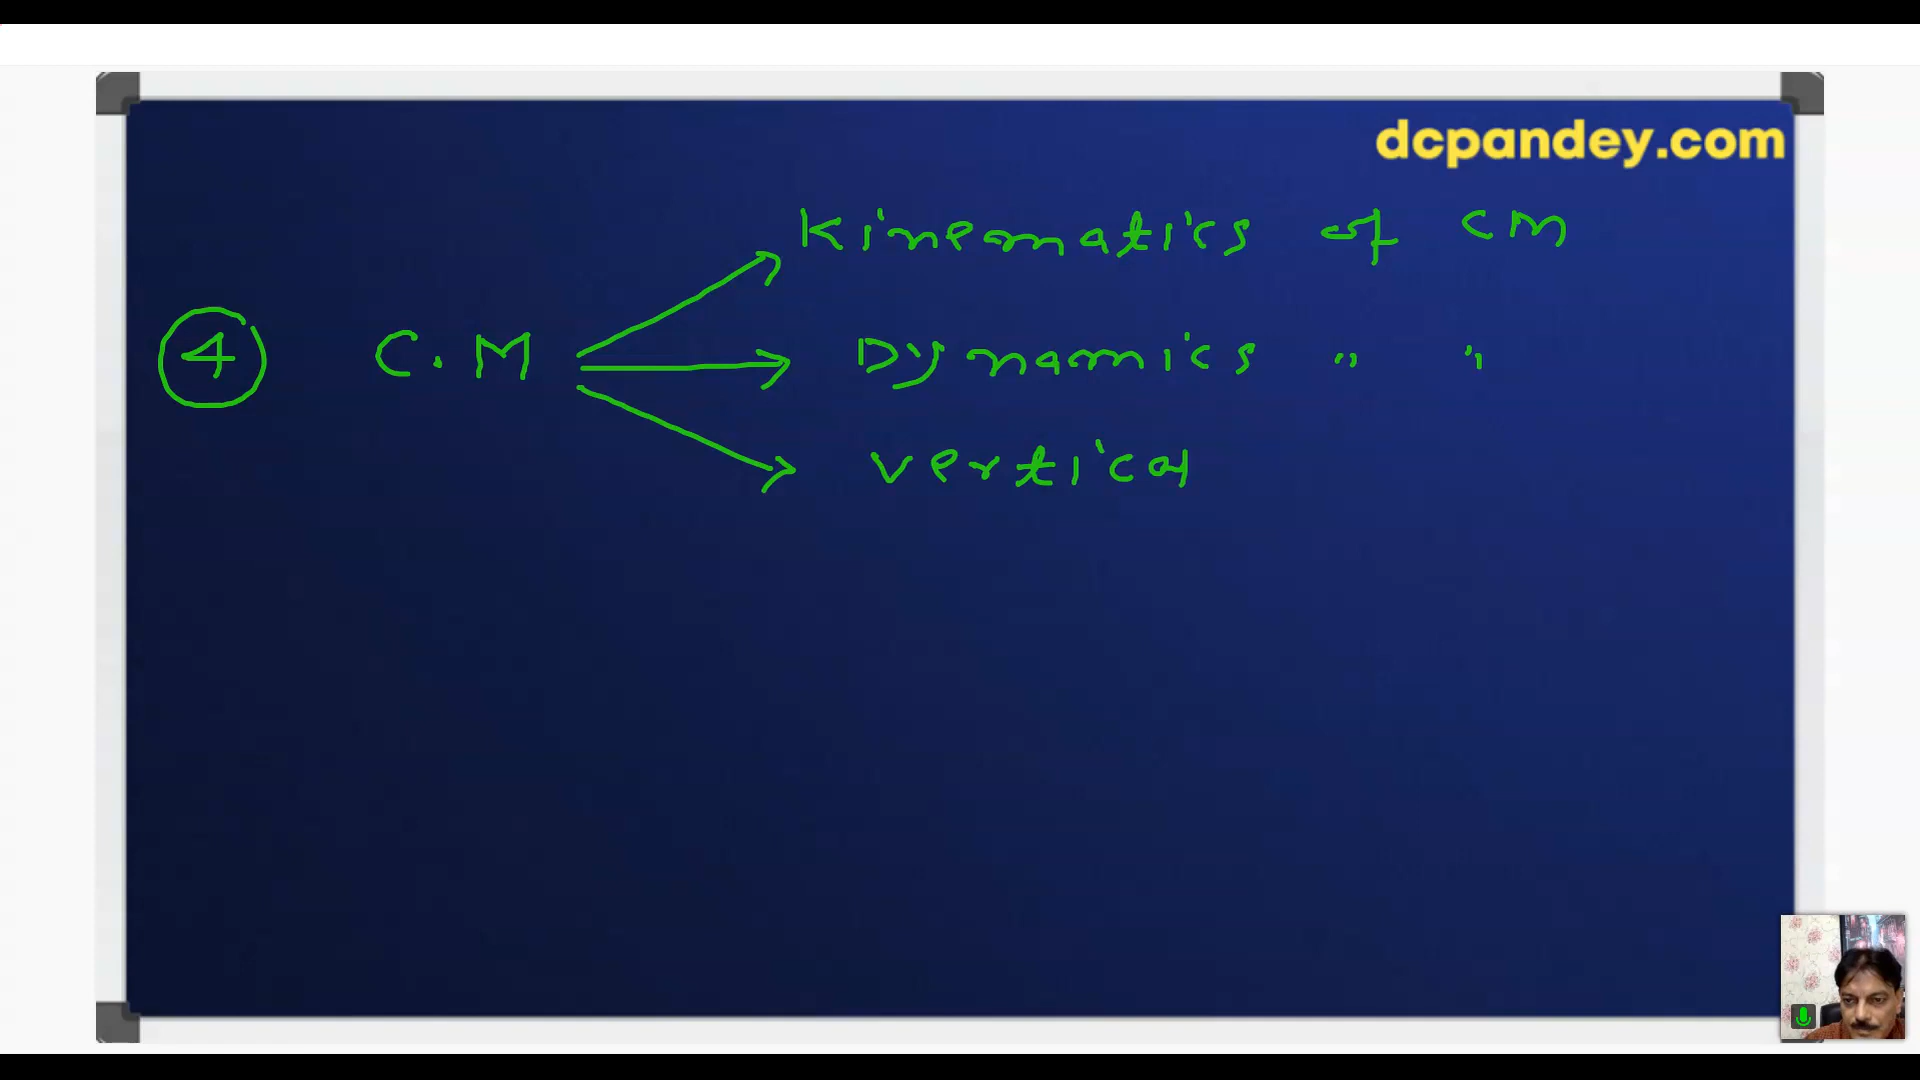 dcpandey.com
Kinematics of CM
④ C.M
Dynamics " "
vertical